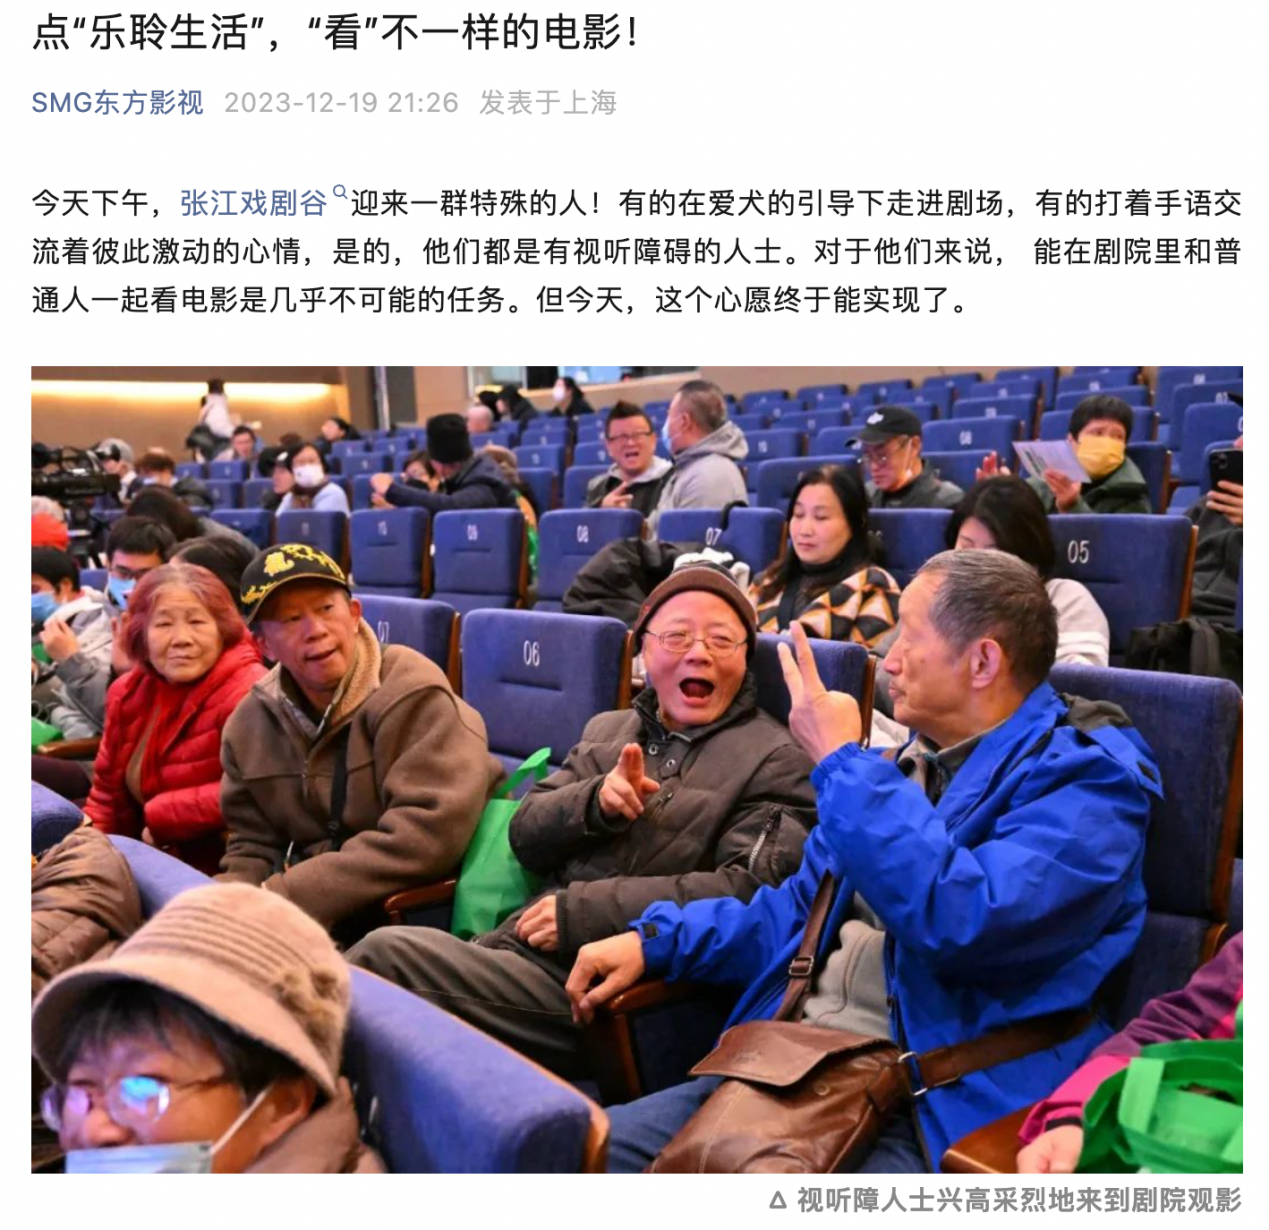 点“乐聆生活”，“看”不一样的电影！
SMG东方影视 2023-12-19 21:26 发表于上海
今天下午，张江戏剧谷迎来一群特殊的人！有的在爱犬的引导下走进剧场，有的打着手语交
流着彼此激动的心情，是的，他们都是有视听障碍的人士。对于他们来说， 能在剧院里和普
通人一起看电影是几乎不可能的任务。但今天，这个心愿终于能实现了。
09
08
07
05
07
06
△ 视听障人士兴高采烈地来到剧院观影